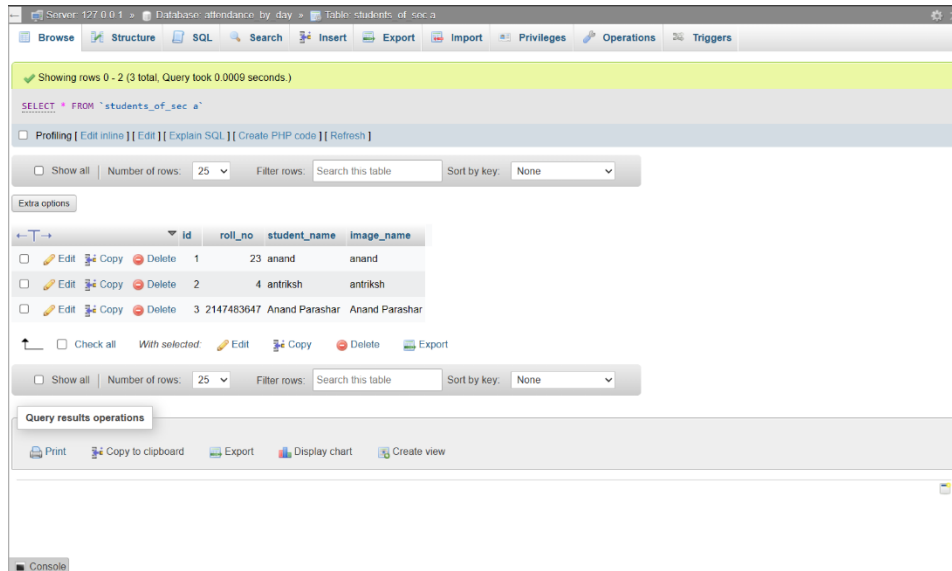 Server: 127.0.0.1 » Database: attendance_by_day » Table: students_of_sec a
Browse Structure SQL Search Insert Export Import Privileges Operations Triggers
Showing rows 0 - 2 (3 total, Query took 0.0009 seconds.)
SELECT * FROM `students_of_sec a`
Profiling [ Edit inline ] [ Edit ] [ Explain SQL ] [ Create PHP code ] [ Refresh ]
Show all Number of rows: 25 Filter rows: Search this table Sort by key: None
Extra options
←T→ id roll_no student_name image_name
Edit Copy Delete 1 23 anand anand
Edit Copy Delete 2 4 antriksh antriksh
Edit Copy Delete 3 2147483647 Anand Parashar Anand Parashar
Check all With selected: Edit Copy Delete Export
Show all Number of rows: 25 Filter rows: Search this table Sort by key: None
Query results operations
Print Copy to clipboard Export Display chart Create view
Console